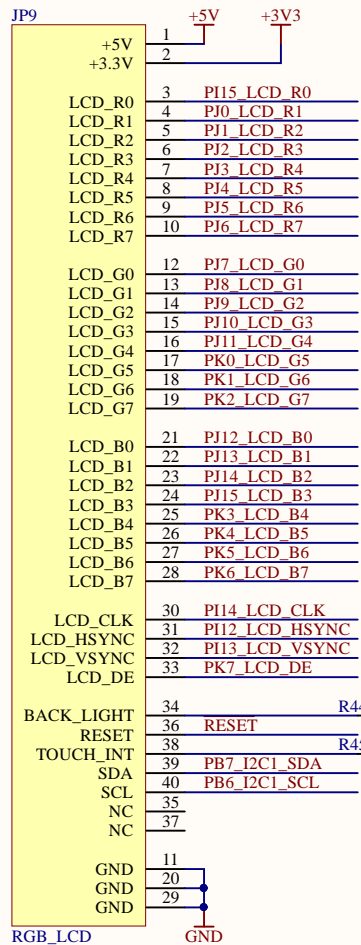 JP9 +5V +3V3
+5V 1
+3.3V 2
LCD_R0 3 PI15_LCD_R0
LCD_R1 4 PJ0_LCD_R1
LCD_R2 5 PJ1_LCD_R2
LCD_R3 6 PJ2_LCD_R3
LCD_R4 7 PJ3_LCD_R4
LCD_R5 8 PJ4_LCD_R5
LCD_R6 9 PJ5_LCD_R6
LCD_R7 10 PJ6_LCD_R7
LCD_G0 12 PJ7_LCD_G0
LCD_G1 13 PJ8_LCD_G1
LCD_G2 14 PJ9_LCD_G2
LCD_G3 15 PJ10_LCD_G3
LCD_G4 16 PJ11_LCD_G4
LCD_G5 17 PK0_LCD_G5
LCD_G6 18 PK1_LCD_G6
LCD_G7 19 PK2_LCD_G7
LCD_B0 21 PJ12_LCD_B0
LCD_B1 22 PJ13_LCD_B1
LCD_B2 23 PJ14_LCD_B2
LCD_B3 24 PJ15_LCD_B3
LCD_B4 25 PK3_LCD_B4
LCD_B5 26 PK4_LCD_B5
LCD_B6 27 PK5_LCD_B6
LCD_B7 28 PK6_LCD_B7
LCD_CLK 30 PI14_LCD_CLK
LCD_HSYNC 31 PI12_LCD_HSYNC
LCD_VSYNC 32 PI13_LCD_VSYNC
LCD_DE 33 PK7_LCD_DE
BACK_LIGHT 34 R44
RESET 36 RESET
TOUCH_INT 38
SDA 39 PB7_I2C1_SDA
SCL 40 PB6_I2C1_SCL
NC 35
NC 37
GND 11
GND 20
GND 29
RGB_LCD GND